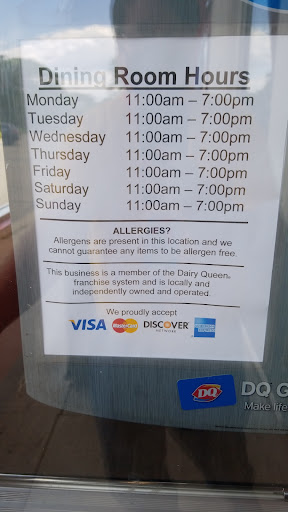 Dining Room Hours
Monday 11:00am – 7:00pm
Tuesday 11:00am – 7:00pm
Wednesday 11:00am – 7:00pm
Thursday 11:00am – 7:00pm
Friday 11:00am – 7:00pm
Saturday 11:00am – 7:00pm
Sunday 11:00am – 7:00pm
ALLERGIES?
Allergens are present in this location and we
cannot guarantee any items to be allergen free.
This business is a member of the Dairy Queen®
franchise system and is locally and
independently owned and operated.
We proudly accept
VISA MasterCard DISCOVER
NETWORK
DQ
DQ G
Make life